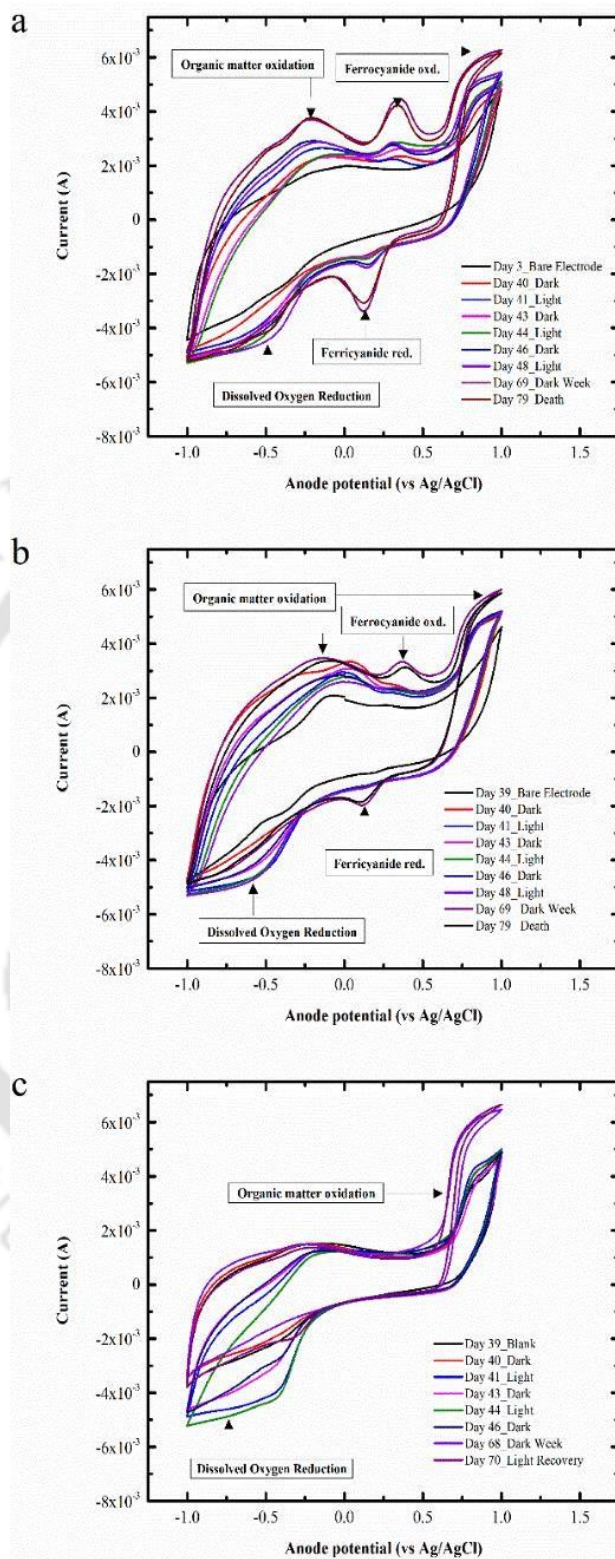 a
6x10⁻³
4x10⁻³
2x10⁻³
0
-2x10⁻³
-4x10⁻³
-6x10⁻³
-8x10⁻³
Current (A)
Organic matter oxidation
Ferrocyanide oxd.
Ferricyanide red.
Dissolved Oxygen Reduction
Day 3_Bare Electrode
Day 40_Dark
Day 41_Light
Day 43_Dark
Day 44_Light
Day 46_Dark
Day 48_Light
Day 69_Dark Week
Day 79_Death
-1.0 -0.5 0.0 0.5 1.0 1.5
Anode potential (vs Ag/AgCl)
b
6x10⁻³
4x10⁻³
2x10⁻³
0
-2x10⁻³
-4x10⁻³
-6x10⁻³
-8x10⁻³
Current (A)
Organic matter oxidation
Ferrocyanide oxd.
Ferricyanide red.
Dissolved Oxygen Reduction
Day 39_Bare Electrode
Day 40_Dark
Day 41_Light
Day 43_Dark
Day 44_Light
Day 46_Dark
Day 48_Light
Day 69_Dark Week
Day 79_Death
-1.0 -0.5 0.0 0.5 1.0 1.5
Anode potential (vs Ag/AgCl)
c
6x10⁻³
4x10⁻³
2x10⁻³
0
-2x10⁻³
-4x10⁻³
-6x10⁻³
-8x10⁻³
Current (A)
Organic matter oxidation
Dissolved Oxygen Reduction
Day 39_Blank
Day 40_Dark
Day 41_Light
Day 43_Dark
Day 44_Light
Day 46_Dark
Day 68_Dark Week
Day 70_Light Recovery
-1.0 -0.5 0.0 0.5 1.0 1.5
Anode potential (vs Ag/AgCl)